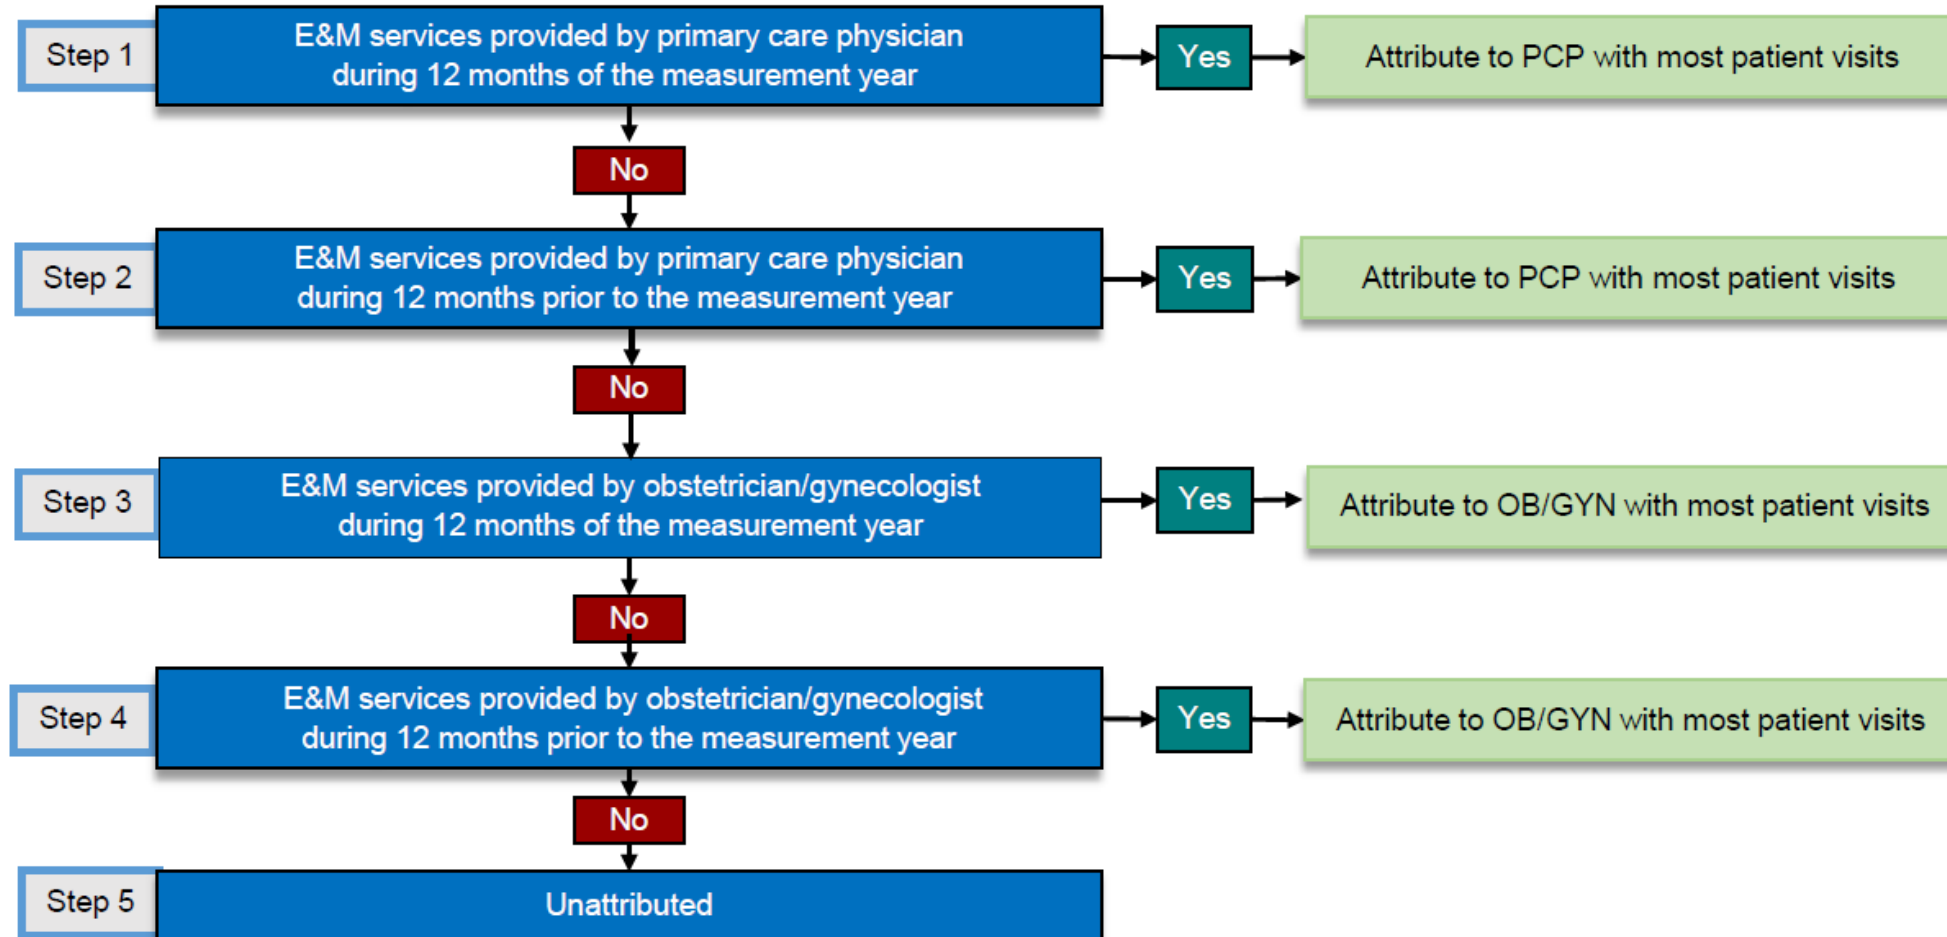 Step 1
E&M services provided by primary care physician
during 12 months of the measurement year
Yes
Attribute to PCP with most patient visits
No
Step 2
E&M services provided by primary care physician
during 12 months prior to the measurement year
Yes
Attribute to PCP with most patient visits
No
Step 3
E&M services provided by obstetrician/gynecologist
during 12 months of the measurement year
Yes
Attribute to OB/GYN with most patient visits
No
Step 4
E&M services provided by obstetrician/gynecologist
during 12 months prior to the measurement year
Yes
Attribute to OB/GYN with most patient visits
No
Step 5
Unattributed